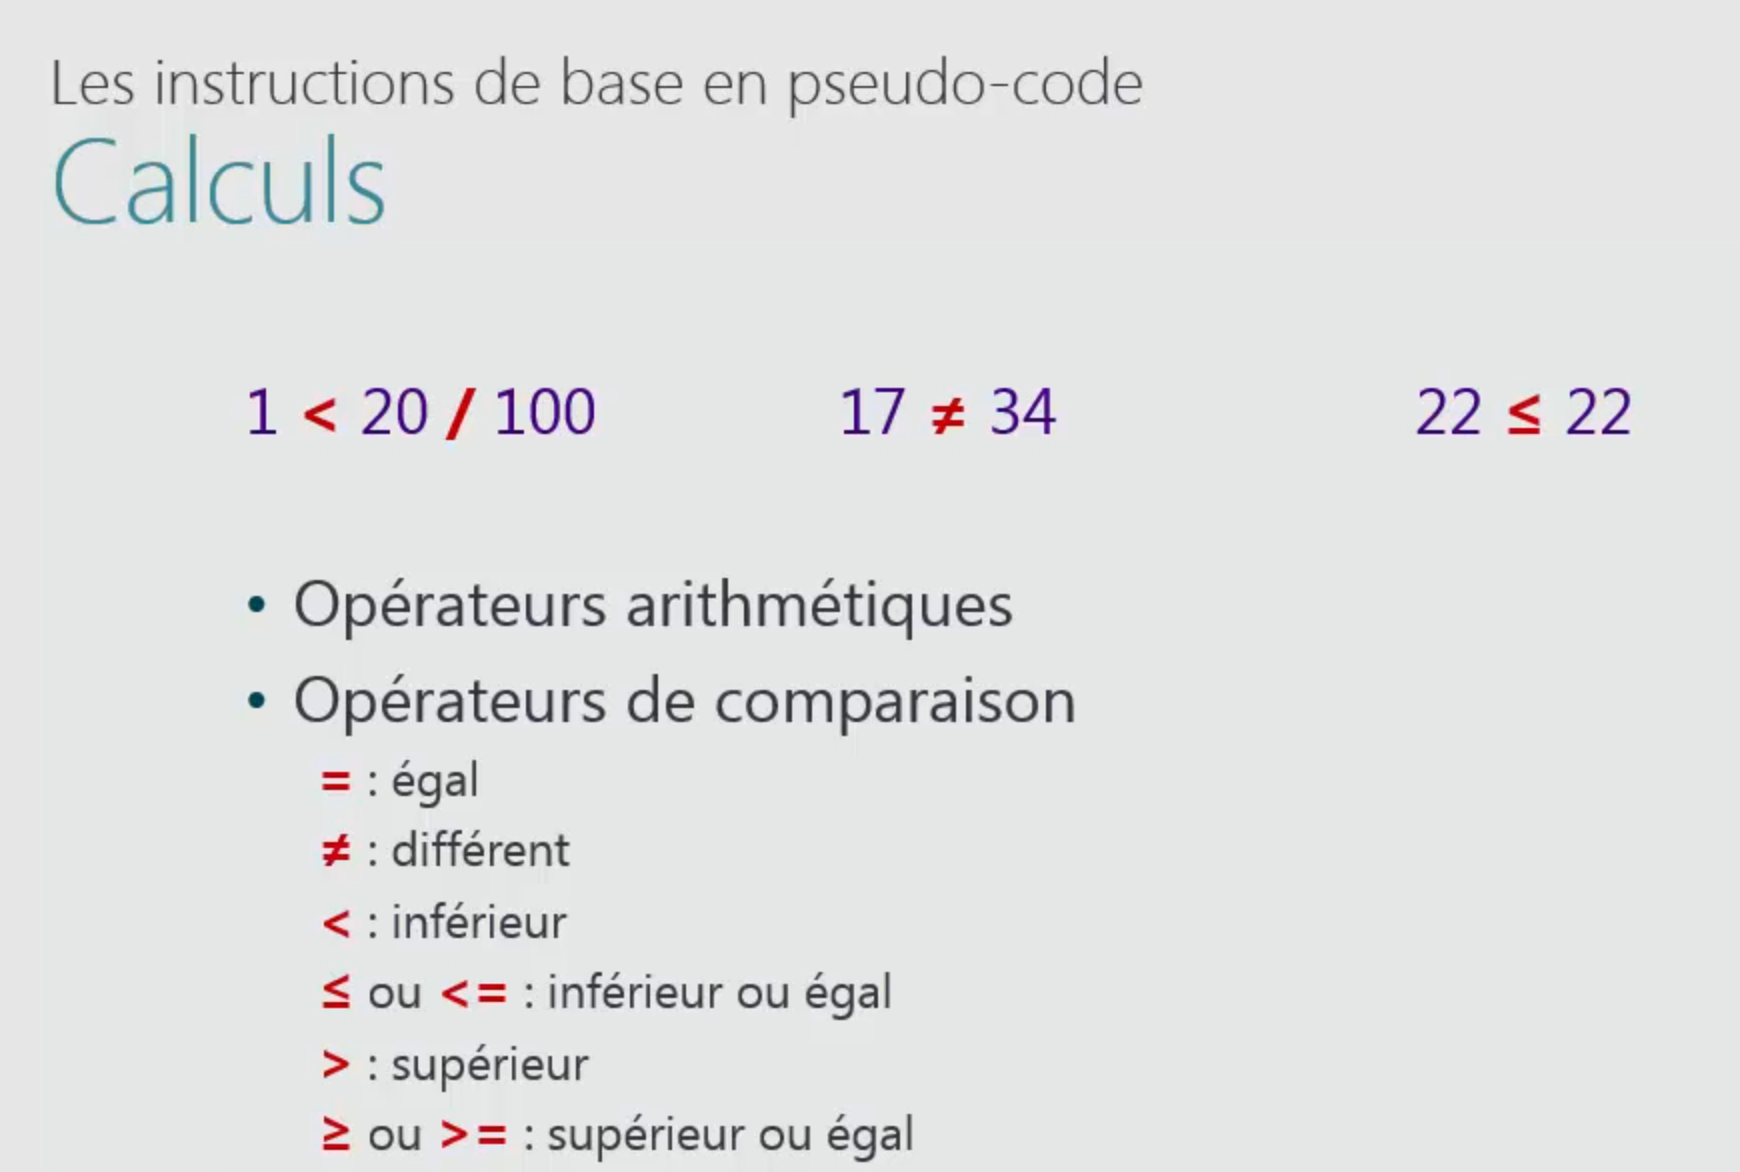 Les instructions de base en pseudo-code
Calculs
1 < 20 / 100 17 ≠ 34 22 ≤ 22
• Opérateurs arithmétiques
• Opérateurs de comparaison
= : égal
≠ : différent
< : inférieur
≤ ou <= : inférieur ou égal
> : supérieur
≥ ou >= : supérieur ou égal